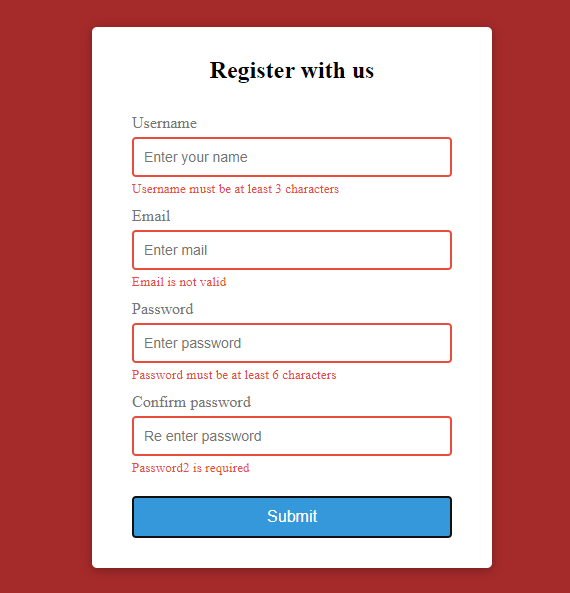 Register with us
Username
Enter your name
Username must be at least 3 characters
Email
Enter mail
Email is not valid
Password
Enter password
Password must be at least 6 characters
Confirm password
Re enter password
Password2 is required
Submit